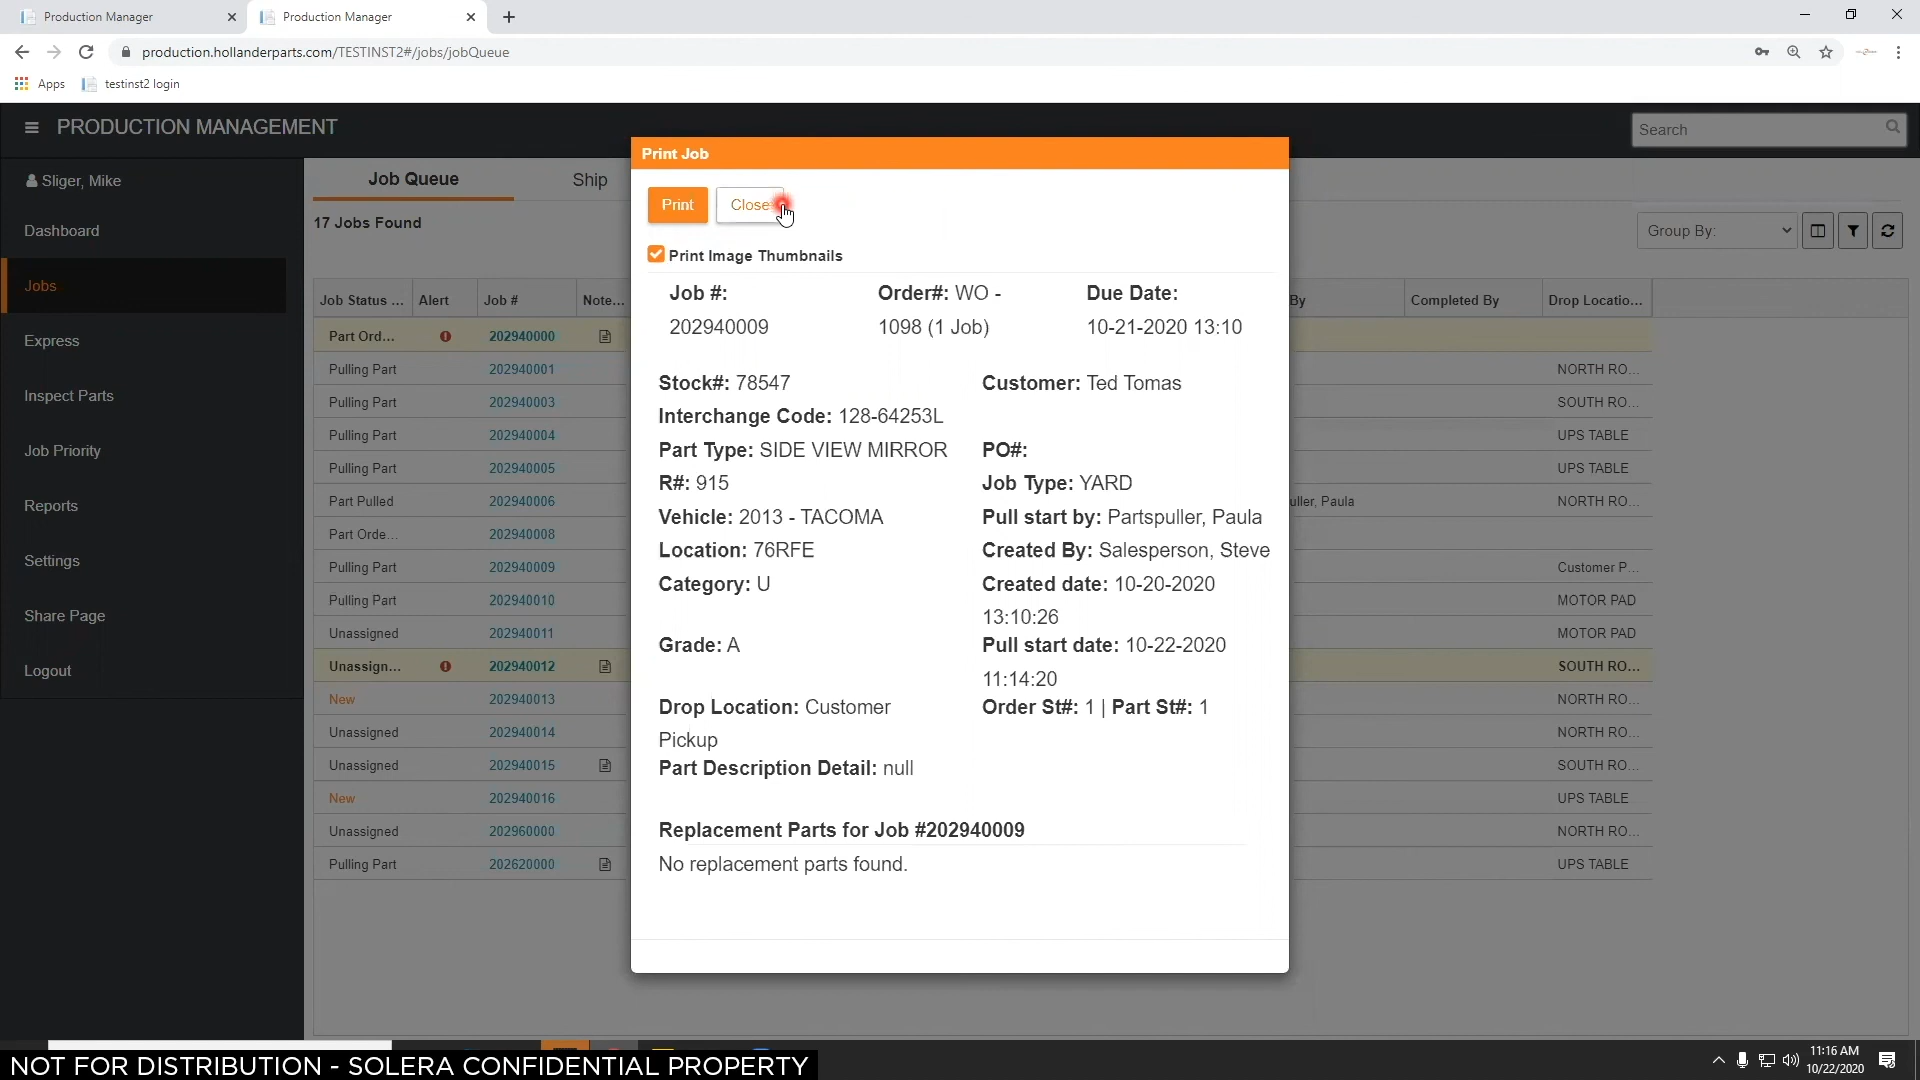 Production Manager
Production Manager
production.hollanderparts.com/TESTINST2#/jobs/jobQueue
Apps
testinst2 login
PRODUCTION MANAGEMENT
Search
Sliger, Mike
Dashboard
Jobs
Express
Inspect Parts
Job Priority
Reports
Settings
Share Page
Logout
Job Queue
Ship
17 Jobs Found
Group By:
Job Status ... Alert Job # Note... By Completed By Drop Locatio...
Part Ord... 202940000
Pulling Part 202940001 NORTH RO...
Pulling Part 202940003 SOUTH RO...
Pulling Part 202940004 UPS TABLE
Pulling Part 202940005 UPS TABLE
Part Pulled 202940006 uller, Paula NORTH RO...
Part Orde... 202940008
Pulling Part 202940009 Customer P...
Pulling Part 202940010 MOTOR PAD
Unassigned 202940011 MOTOR PAD
Unassign... 202940012 SOUTH RO...
New 202940013 NORTH RO...
Unassigned 202940014 NORTH RO...
Unassigned 202940015 SOUTH RO...
New 202940016 UPS TABLE
Unassigned 202960000 NORTH RO...
Pulling Part 202620000 UPS TABLE
Print Job
Print Close
Print Image Thumbnails
Job #: Order#: WO - Due Date:
202940009 1098 (1 Job) 10-21-2020 13:10
Stock#: 78547 Customer: Ted Tomas
Interchange Code: 128-64253L
Part Type: SIDE VIEW MIRROR PO#:
R#: 915 Job Type: YARD
Vehicle: 2013 - TACOMA Pull start by: Partspuller, Paula
Location: 76RFE Created By: Salesperson, Steve
Category: U Created date: 10-20-2020
13:10:26
Grade: A Pull start date: 10-22-2020
11:14:20
Drop Location: Customer Order St#: 1 | Part St#: 1
Pickup
Part Description Detail: null
Replacement Parts for Job #202940009
No replacement parts found.
NOT FOR DISTRIBUTION - SOLERA CONFIDENTIAL PROPERTY
11:16 AM
10/22/2020